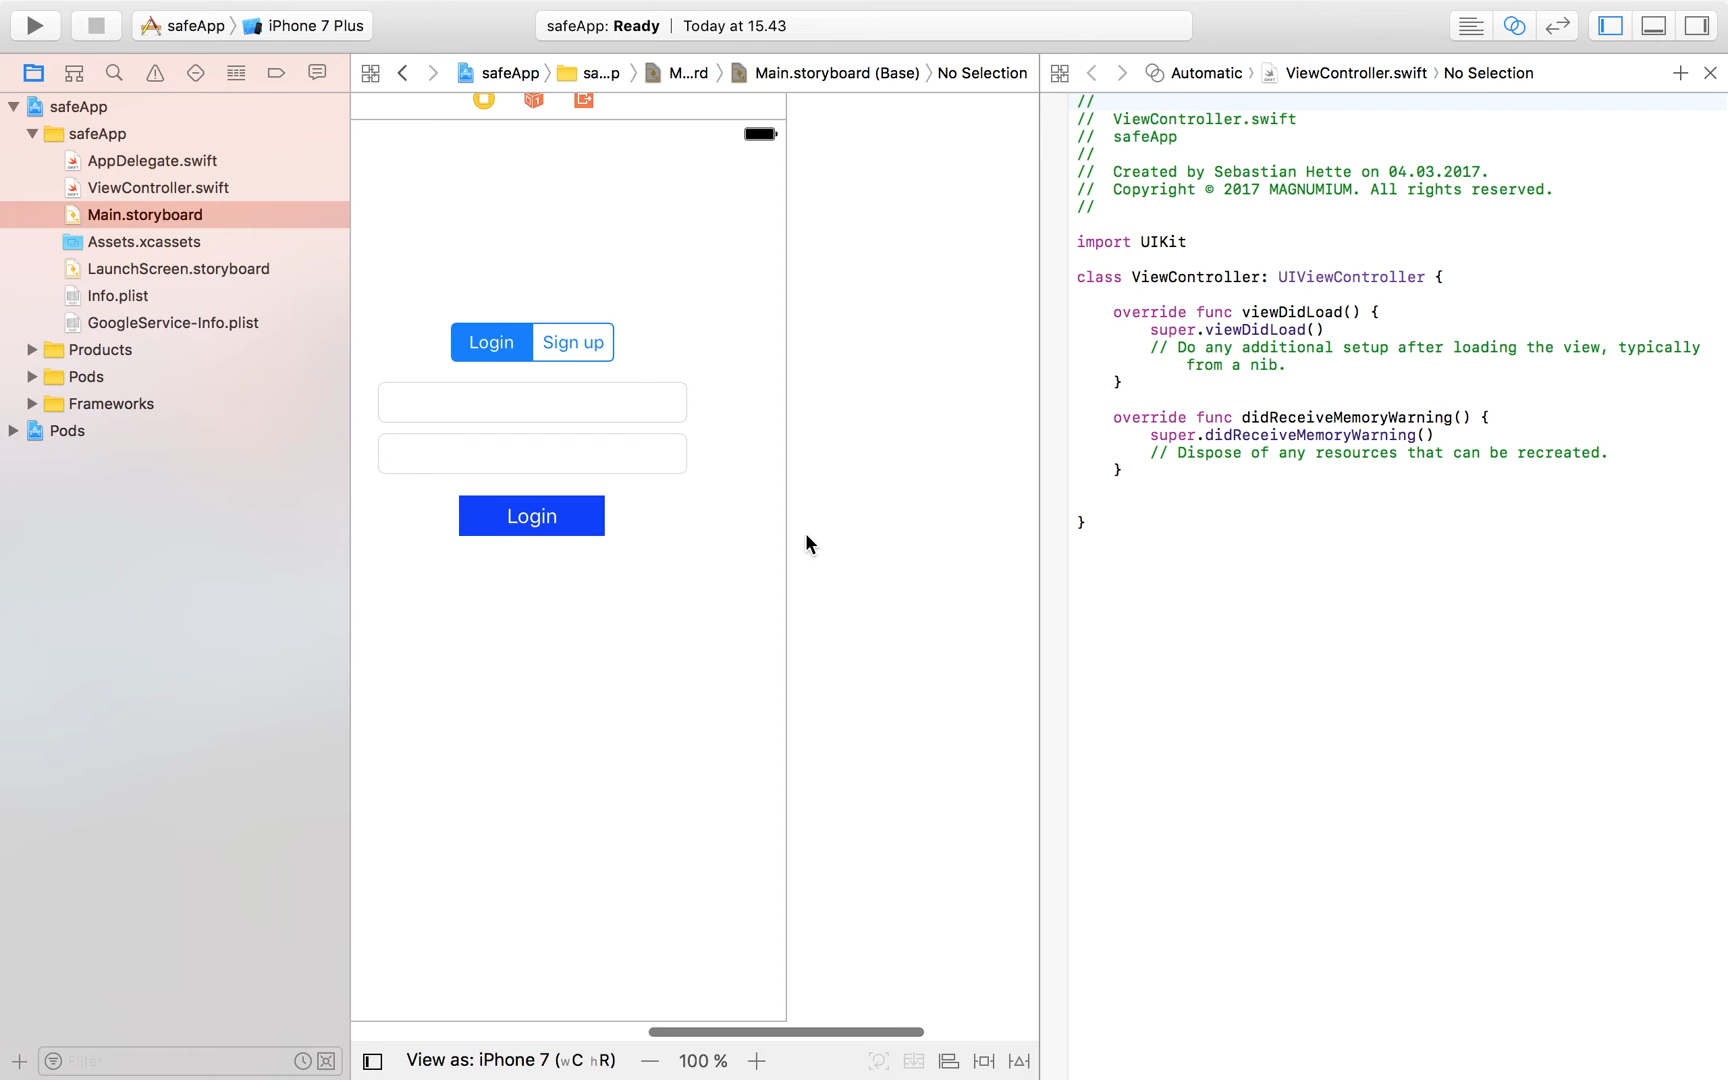 safeApp
iPhone 7 Plus
safeApp: Ready | Today at 15.43
safeApp
safeApp
AppDelegate.swift
ViewController.swift
Main.storyboard
Assets.xcassets
LaunchScreen.storyboard
Info.plist
GoogleService-Info.plist
Products
Pods
Frameworks
Pods
Filter
safeApp
sa...p
M...rd
Main.storyboard (Base)
No Selection
Login
Sign up
Login
View as: iPhone 7 (wC hR)
100 %
Automatic
ViewController.swift
No Selection
//
// ViewController.swift
// safeApp
//
// Created by Sebastian Hette on 04.03.2017.
// Copyright © 2017 MAGNUMIUM. All rights reserved.
//
import UIKit
class ViewController: UIViewController {
override func viewDidLoad() {
super.viewDidLoad()
// Do any additional setup after loading the view, typically
from a nib.
}
override func didReceiveMemoryWarning() {
super.didReceiveMemoryWarning()
// Dispose of any resources that can be recreated.
}
}